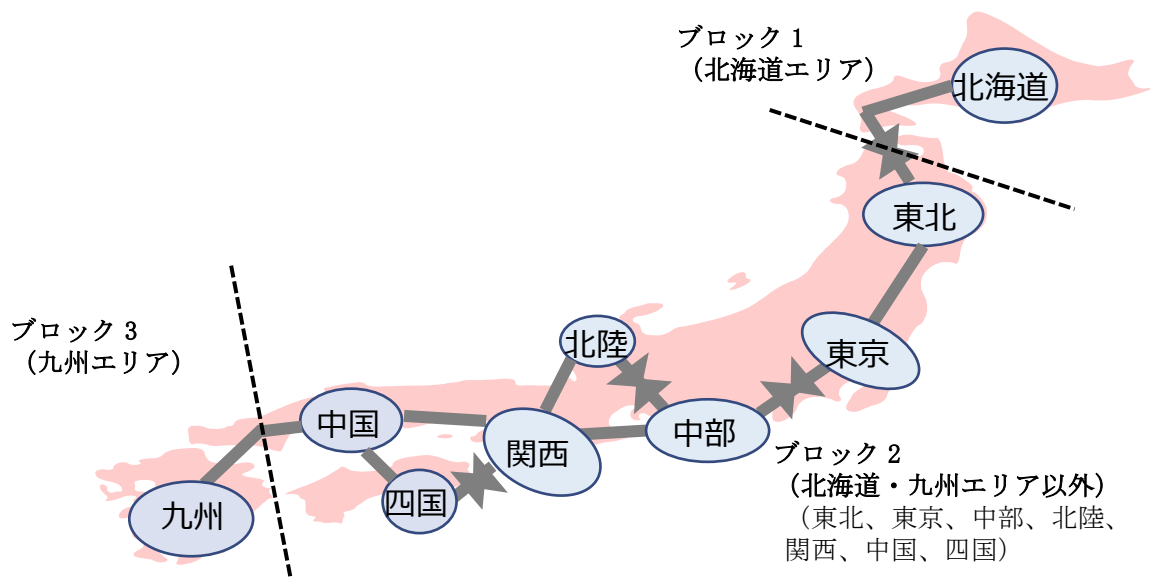 ブロック1
(北海道エリア)
北海道
東北
ブロック3
(九州エリア)
北陸
東京
中国
中部
関西
四国
九州
ブロック2
(北海道・九州エリア以外)
(東北、東京、中部、北陸、
関西、中国、四国)